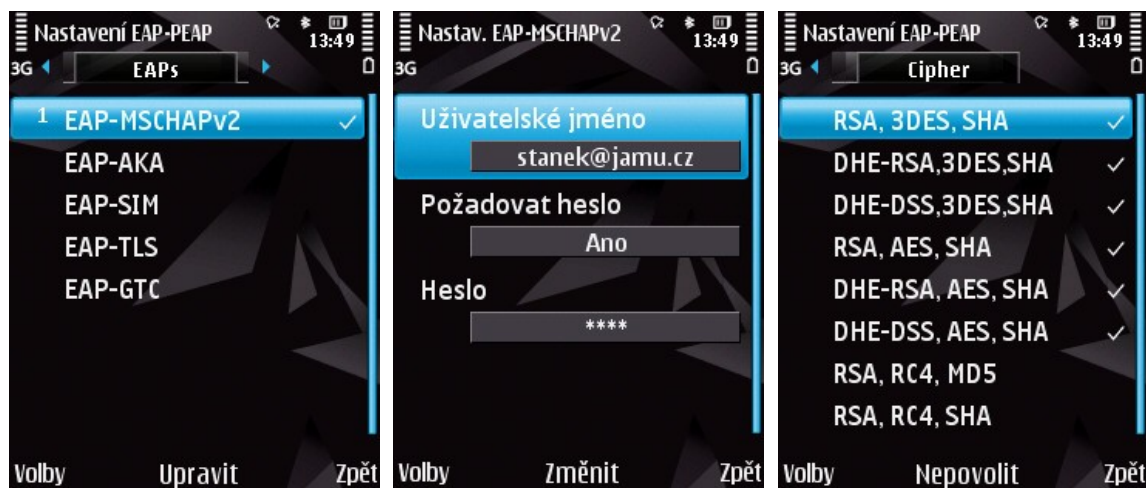 Nastavení EAP-PEAP
13:49
3G
EAPs
1 EAP-MSCHAPv2
EAP-AKA
EAP-SIM
EAP-TLS
EAP-GTC
Volby Upravit Zpět
Nastav. EAP-MSCHAPv2
13:49
3G
Uživatelské jméno
stanek@jamu.cz
Požadovat heslo
Ano
Heslo
****
Volby Změnit Zpět
Nastavení EAP-PEAP
13:49
3G
Cipher
RSA, 3DES, SHA
DHE-RSA,3DES,SHA
DHE-DSS,3DES,SHA
RSA, AES, SHA
DHE-RSA, AES, SHA
DHE-DSS, AES, SHA
RSA, RC4, MD5
RSA, RC4, SHA
Volby Nepovolit Zpět